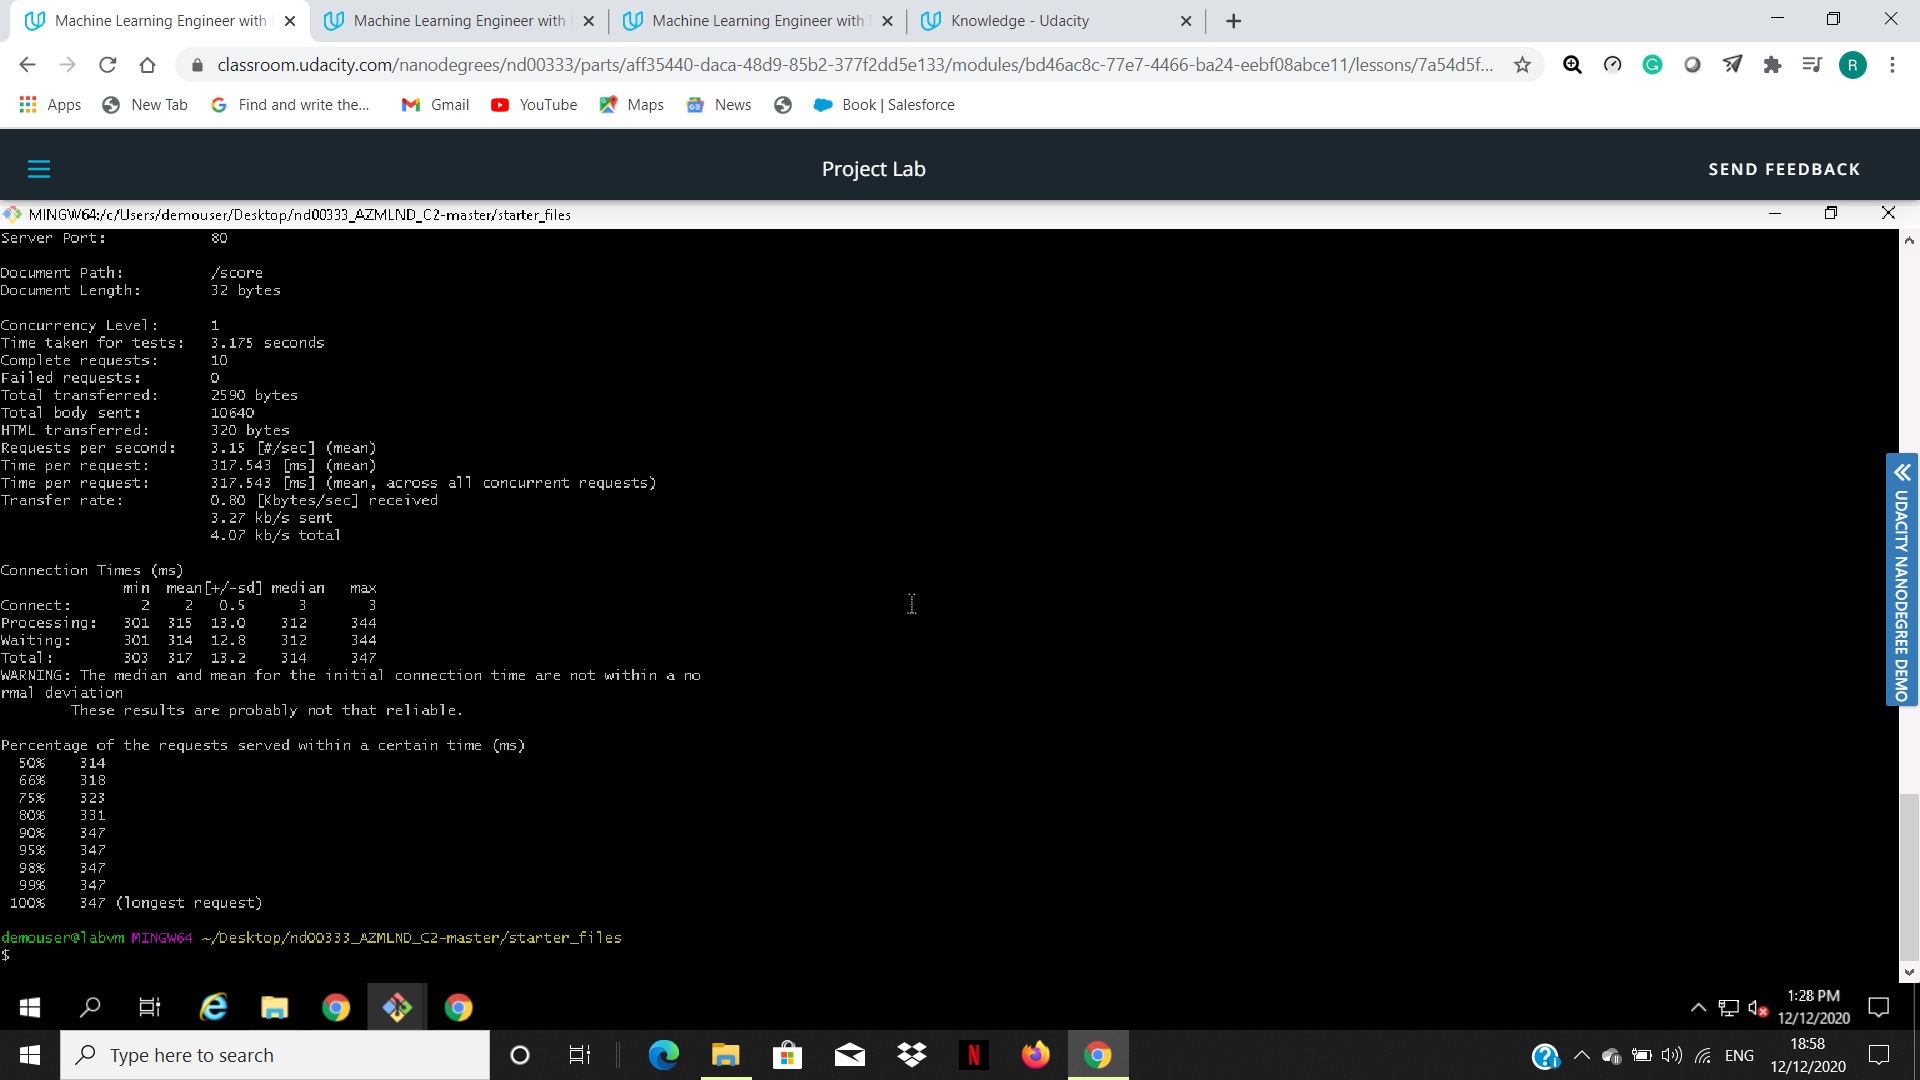 Machine Learning Engineer with
Machine Learning Engineer with
Machine Learning Engineer with
Knowledge - Udacity
classroom.udacity.com/nanodegrees/nd00333/parts/aff35440-daca-48d9-85b2-377f2dd5e133/modules/bd46ac8c-77e7-4466-ba24-eebf08abce11/lessons/7a54d5f...
R
Apps
New Tab
Find and write the...
Gmail
YouTube
Maps
News
Book | Salesforce
Project Lab
SEND FEEDBACK
MINGW64:/c/Users/demouser/Desktop/nd00333_AZMLND_C2-master/starter_files
Server Port: 80
Document Path: /score
Document Length: 32 bytes
Concurrency Level: 1
Time taken for tests: 3.175 seconds
Complete requests: 10
Failed requests: 0
Total transferred: 2590 bytes
Total body sent: 10640
HTML transferred: 320 bytes
Requests per second: 3.15 [#/sec] (mean)
Time per request: 317.543 [ms] (mean)
Time per request: 317.543 [ms] (mean, across all concurrent requests)
Transfer rate: 0.80 [Kbytes/sec] received
3.27 kb/s sent
4.07 kb/s total
Connection Times (ms)
min mean[+/-sd] median max
Connect: 2 2 0.5 3 3
Processing: 301 315 13.0 312 344
Waiting: 301 314 12.8 312 344
Total: 303 317 13.2 314 347
WARNING: The median and mean for the initial connection time are not within a no
rmal deviation
These results are probably not that reliable.
Percentage of the requests served within a certain time (ms)
50% 314
66% 318
75% 323
80% 331
90% 347
95% 347
98% 347
99% 347
100% 347 (longest request)
demouser@labvm MINGW64 ~/Desktop/nd00333_AZMLND_C2-master/starter_files
$
UDACITY NANODEGREE DEMO
1:28 PM
12/12/2020
Type here to search
ENG
18:58
12/12/2020